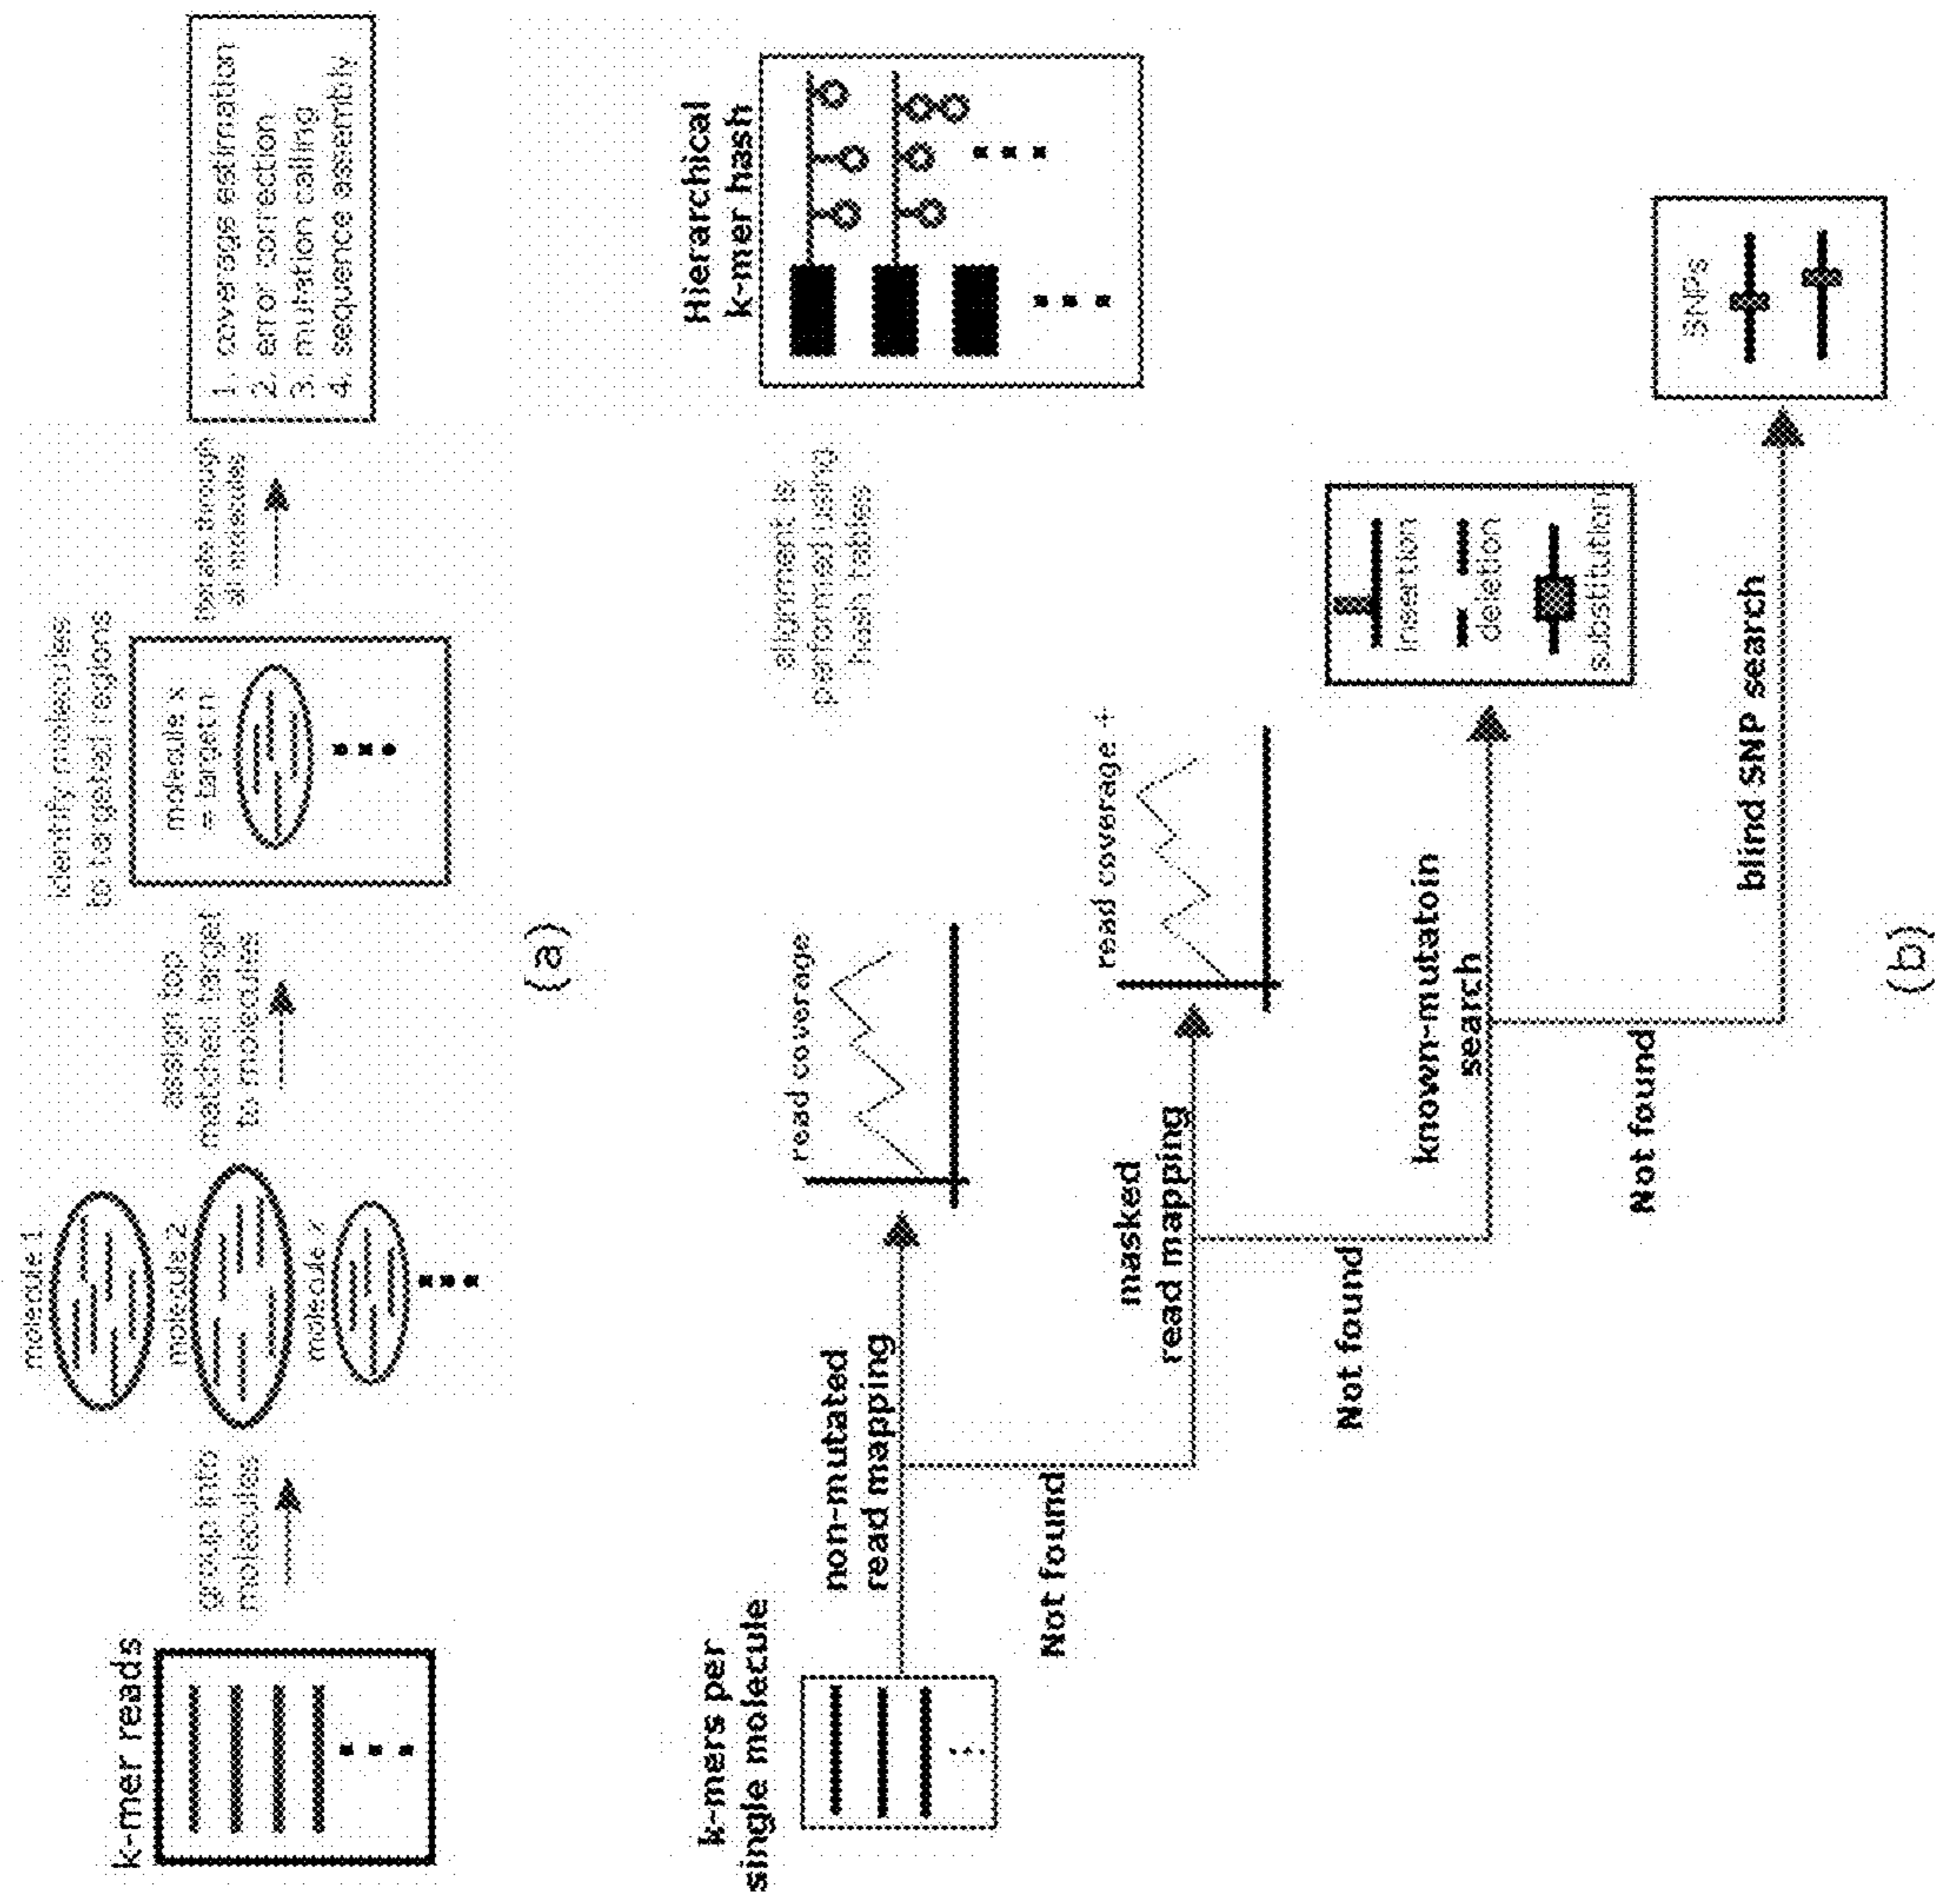 k-mer reads
group into
molecules
molecule 1
molecule 2
molecule z
assign top
matched target
to molecules
identify molecules
to targeted regions
molecule x
= target n
iterate through
all molecules
1. coverage estimation
2. error correction
3. mutation calling
4. sequence assembly
(a)
k-mers per
single molecule
non-mutated
read mapping
read coverage
alignment is
performed using
hash tables
Hierarchical
k-mer hash
Not found
masked
read mapping
read coverage +
Not found
known-mutatoin
search
insertion
deletion
substitution
Not found
blind SNP search
SNPs
(b)